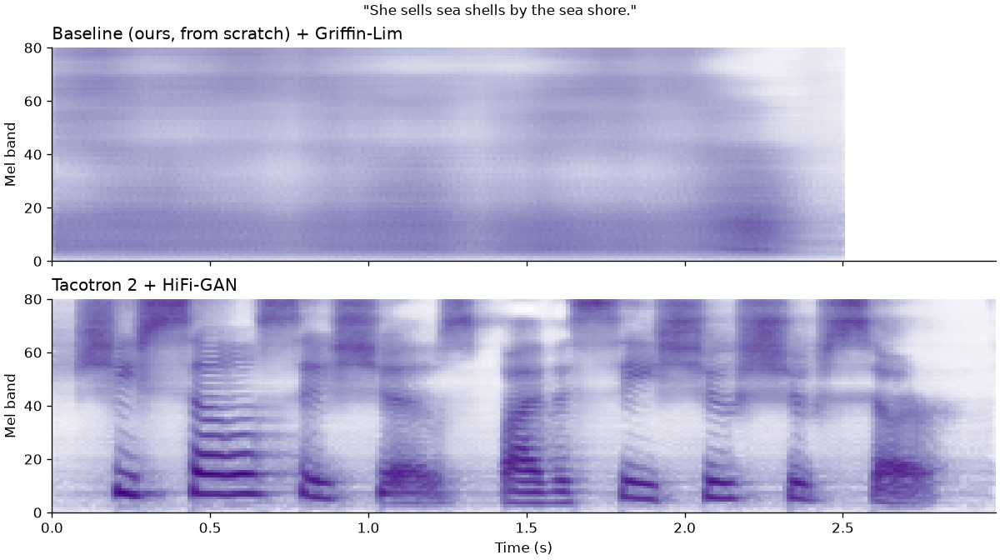 "She sells sea shells by the sea shore."
Baseline (ours, from scratch) + Griffin-Lim
80
60
40
20
0
Mel band
Tacotron 2 + HiFi-GAN
80
60
40
20
0
Mel band
0.0 0.5 1.0 1.5 2.0 2.5
Time (s)